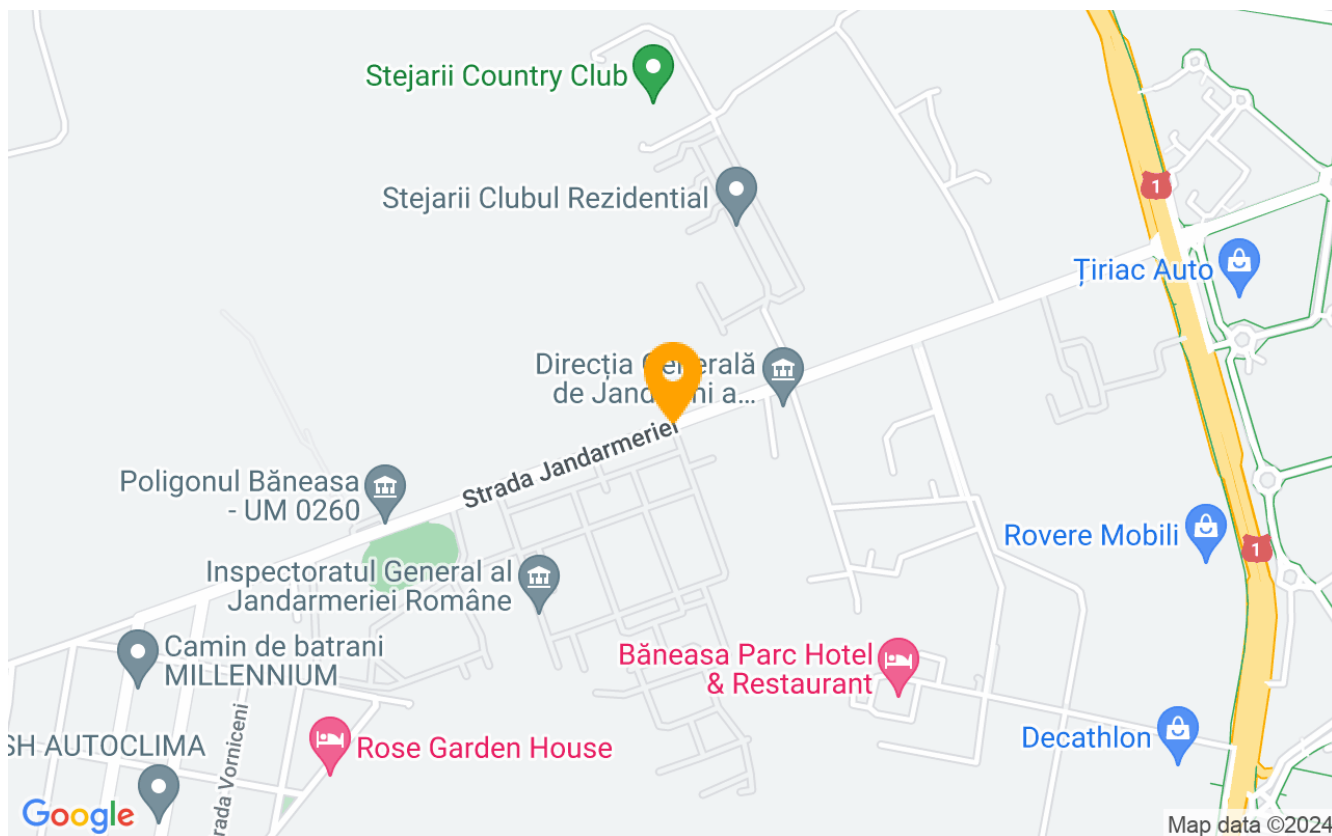 Stejarii Country Club
Stejarii Clubul Rezidential
1
Țiriac Auto
Direcția
de Jand
a...
Strada Jandarmeriei
Poligonul Băneasa
- UM 0260
Rovere Mobili
1
Inspectoratul General al
Jandarmeriei Române
Camin de batrani
MILLENNIUM
Băneasa Parc Hotel
& Restaurant
SH AUTOCLIMA
Rose Garden House
Decathlon
rada Vorniceni
Google
Map data ©2024